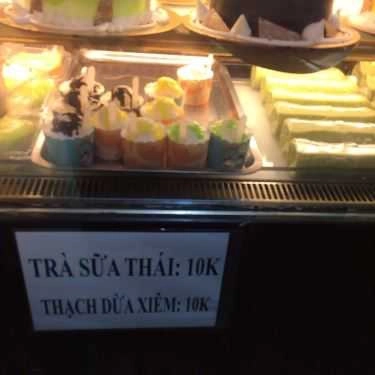 TRÀ SỮA THÁI: 10K
THẠCH DỪA XIÊM: 10K